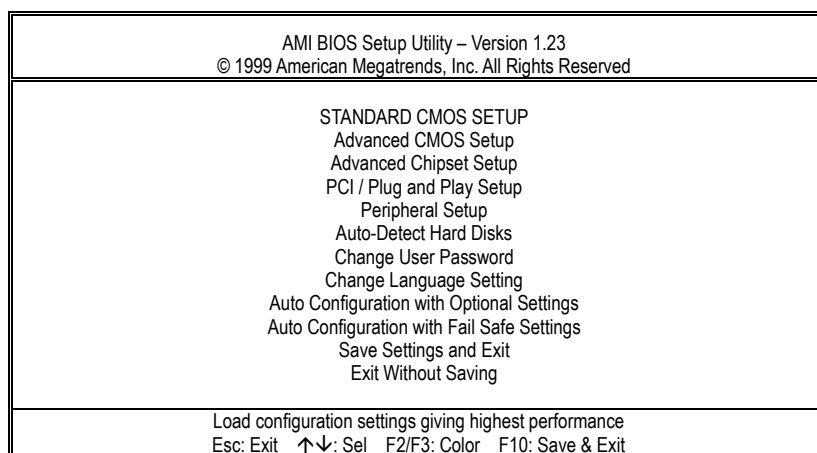 AMI BIOS Setup Utility – Version 1.23
© 1999 American Megatrends, Inc. All Rights Reserved
STANDARD CMOS SETUP
Advanced CMOS Setup
Advanced Chipset Setup
PCI / Plug and Play Setup
Peripheral Setup
Auto-Detect Hard Disks
Change User Password
Change Language Setting
Auto Configuration with Optional Settings
Auto Configuration with Fail Safe Settings
Save Settings and Exit
Exit Without Saving
Load configuration settings giving highest performance
Esc: Exit ↑↓: Sel F2/F3: Color F10: Save & Exit